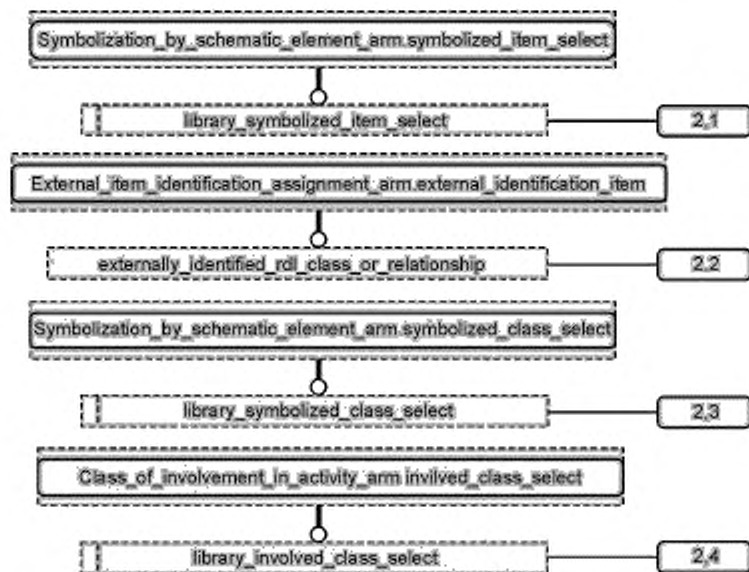 Symbolization_by_schematic_element_arm.symbolized_item_select
library_symbolized_item_select 2,1
External_item_identification_assignment_arm.external_identification_item
externally_identified_rdl_class_or_relationship 2,2
Symbolization_by_schematic_element_arm.symbolized_class_select
library_symbolized_class_select 2,3
Class_of_involvement_in_activity_arm.invilved_class_select
library_involved_class_select 2,4